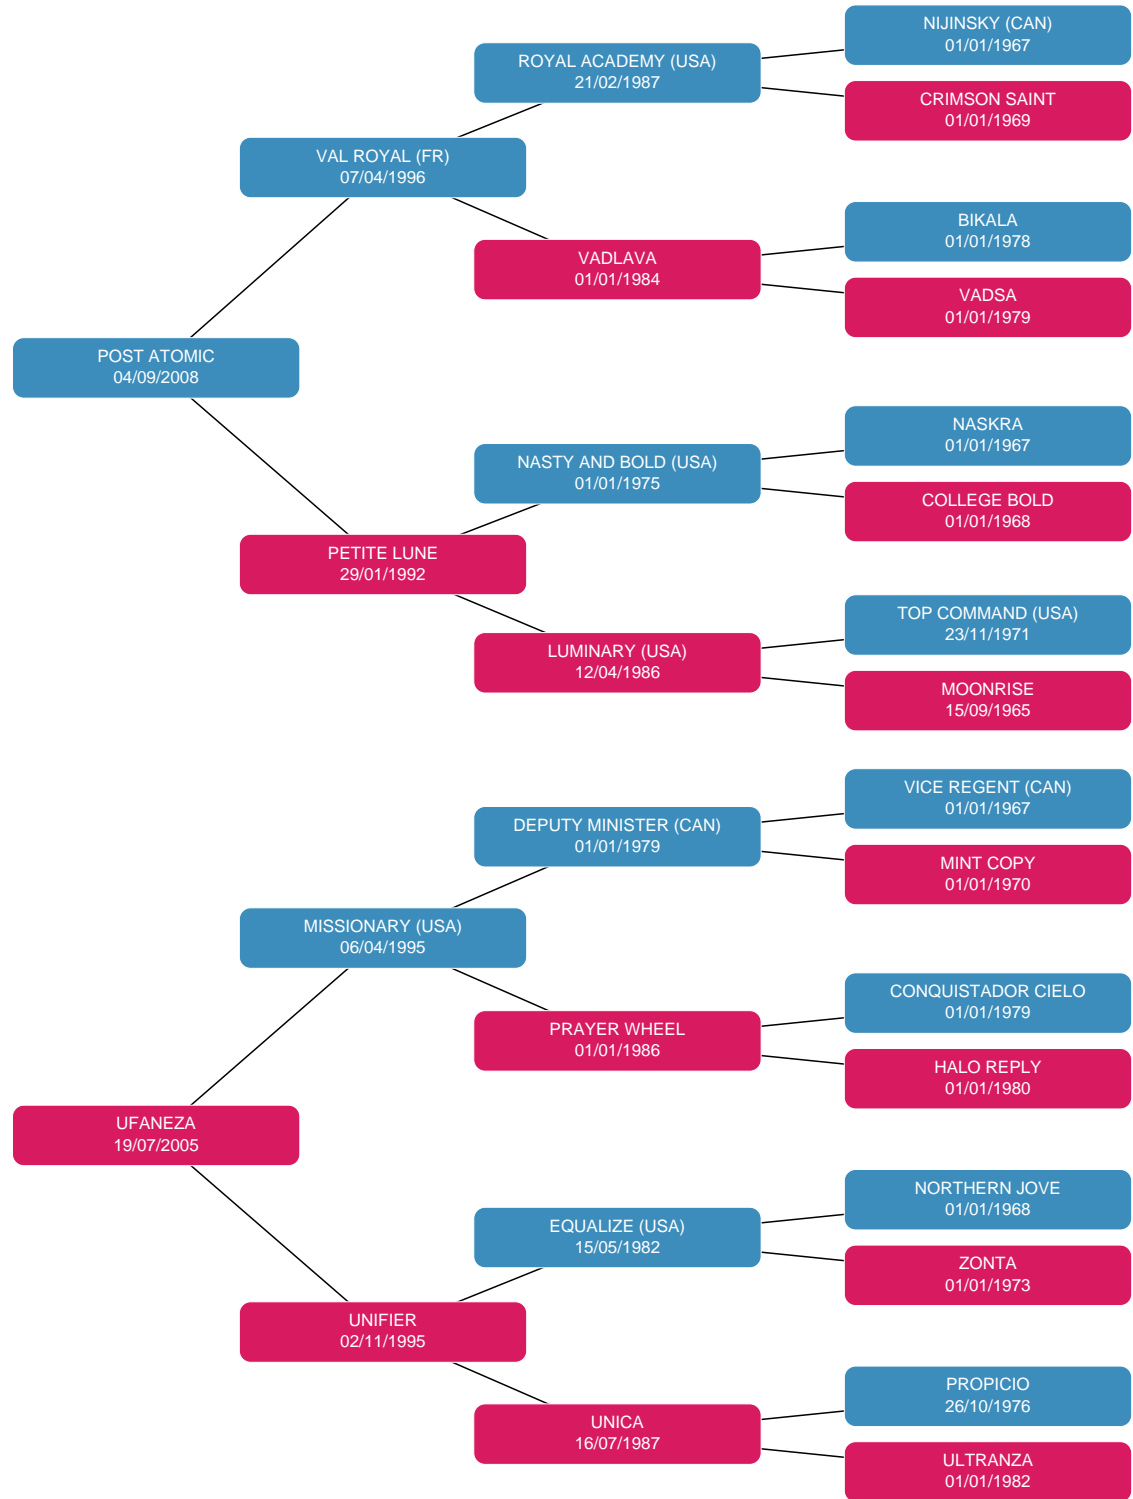 NIJINSKY (CAN)
01/01/1967
ROYAL ACADEMY (USA)
21/02/1987
CRIMSON SAINT
01/01/1969
VAL ROYAL (FR)
07/04/1996
BIKALA
01/01/1978
VADLAVA
01/01/1984
VADSA
01/01/1979
POST ATOMIC
04/09/2008
NASKRA
01/01/1967
NASTY AND BOLD (USA)
01/01/1975
COLLEGE BOLD
01/01/1968
PETITE LUNE
29/01/1992
TOP COMMAND (USA)
23/11/1971
LUMINARY (USA)
12/04/1986
MOONRISE
15/09/1965
VICE REGENT (CAN)
01/01/1967
DEPUTY MINISTER (CAN)
01/01/1979
MINT COPY
01/01/1970
MISSIONARY (USA)
06/04/1995
CONQUISTADOR CIELO
01/01/1979
PRAYER WHEEL
01/01/1986
HALO REPLY
01/01/1980
UFANEZA
19/07/2005
NORTHERN JOVE
01/01/1968
EQUALIZE (USA)
15/05/1982
ZONTA
01/01/1973
UNIFIER
02/11/1995
PROPICIO
26/10/1976
UNICA
16/07/1987
ULTRANZA
01/01/1982